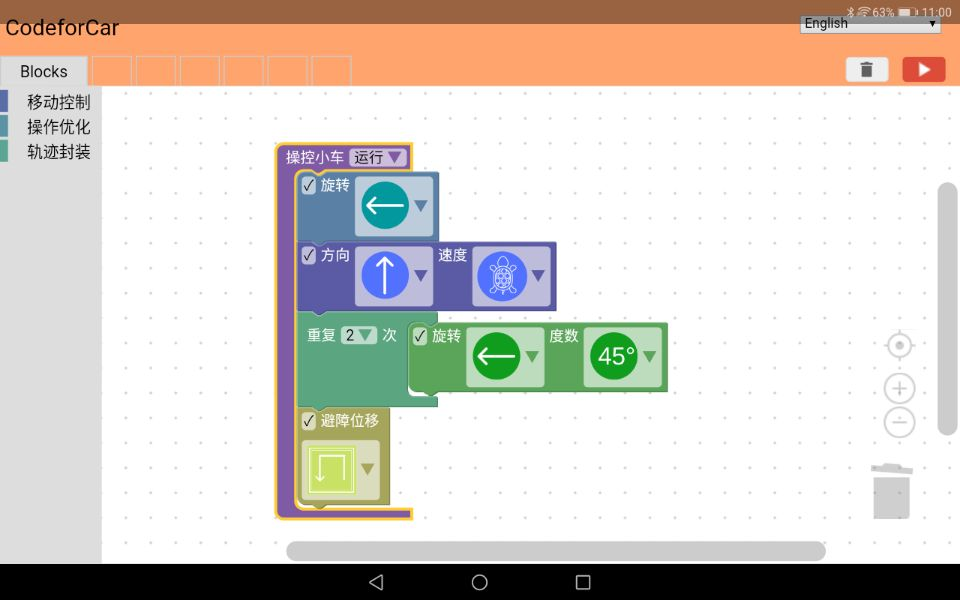 63% 11:00
CodeforCar
English
Blocks
移动控制
操作优化
轨迹封装
操控小车 运行
旋转
方向 速度
重复 2 次 旋转 度数 45°
避障位移